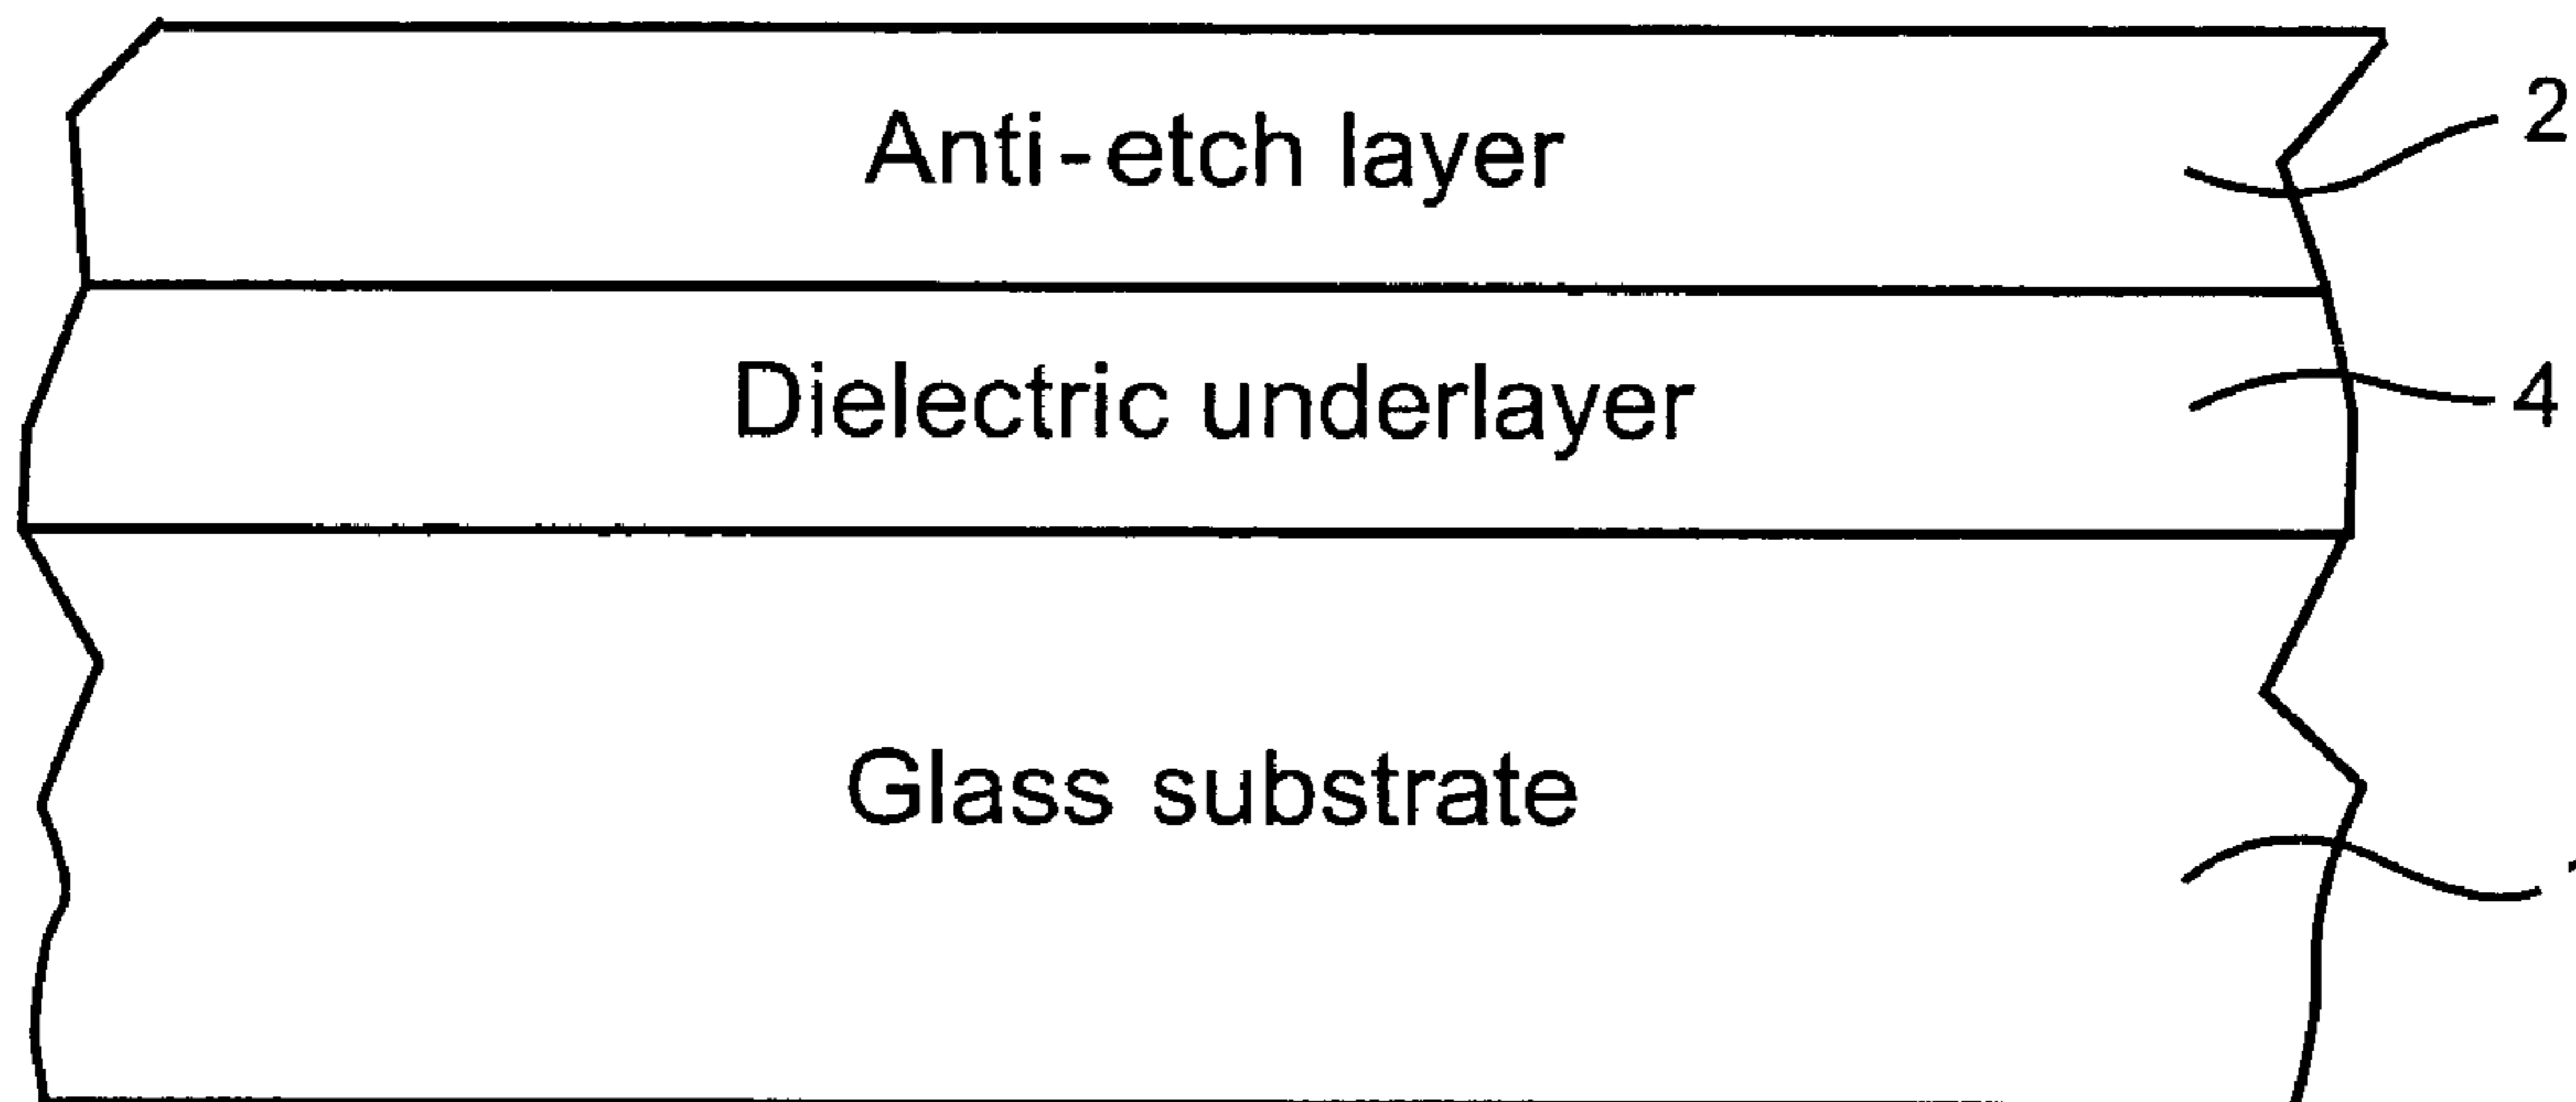 Anti-etch layer
2
Dielectric underlayer
4
Glass substrate